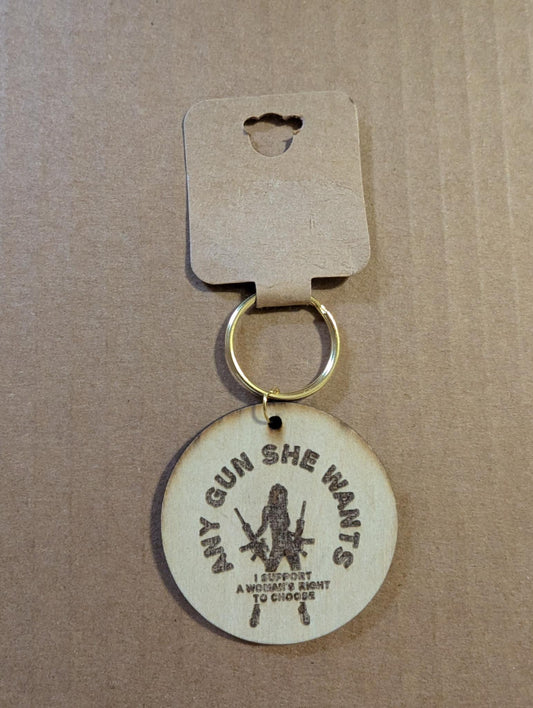 ANY GUN SHE WANTS
I SUPPORT
A WOMAN'S RIGHT
TO CHOOSE